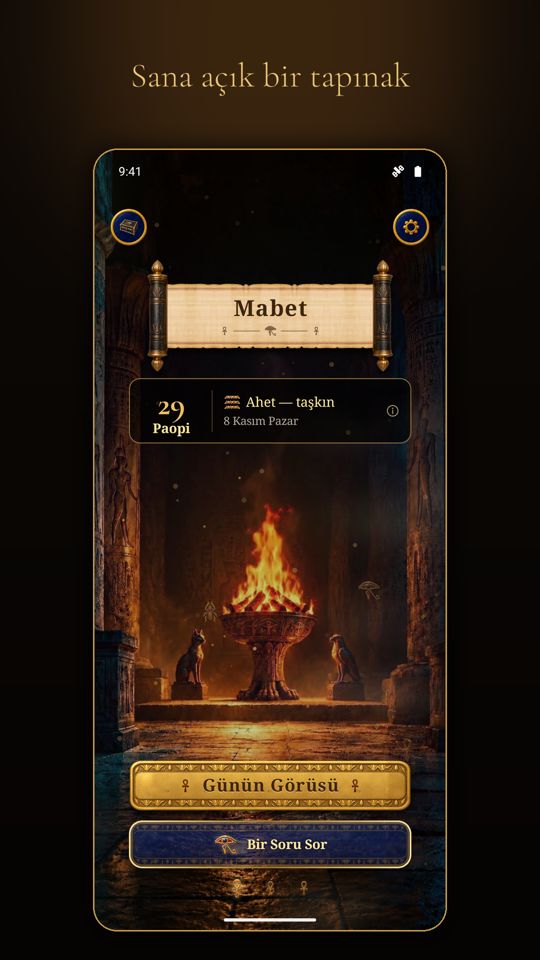 Sana açık bir tapınak
9:41
Mabet
29
Paopi
Ahet — taşkın
8 Kasım Pazar
Günün Görüsü
Bir Soru Sor